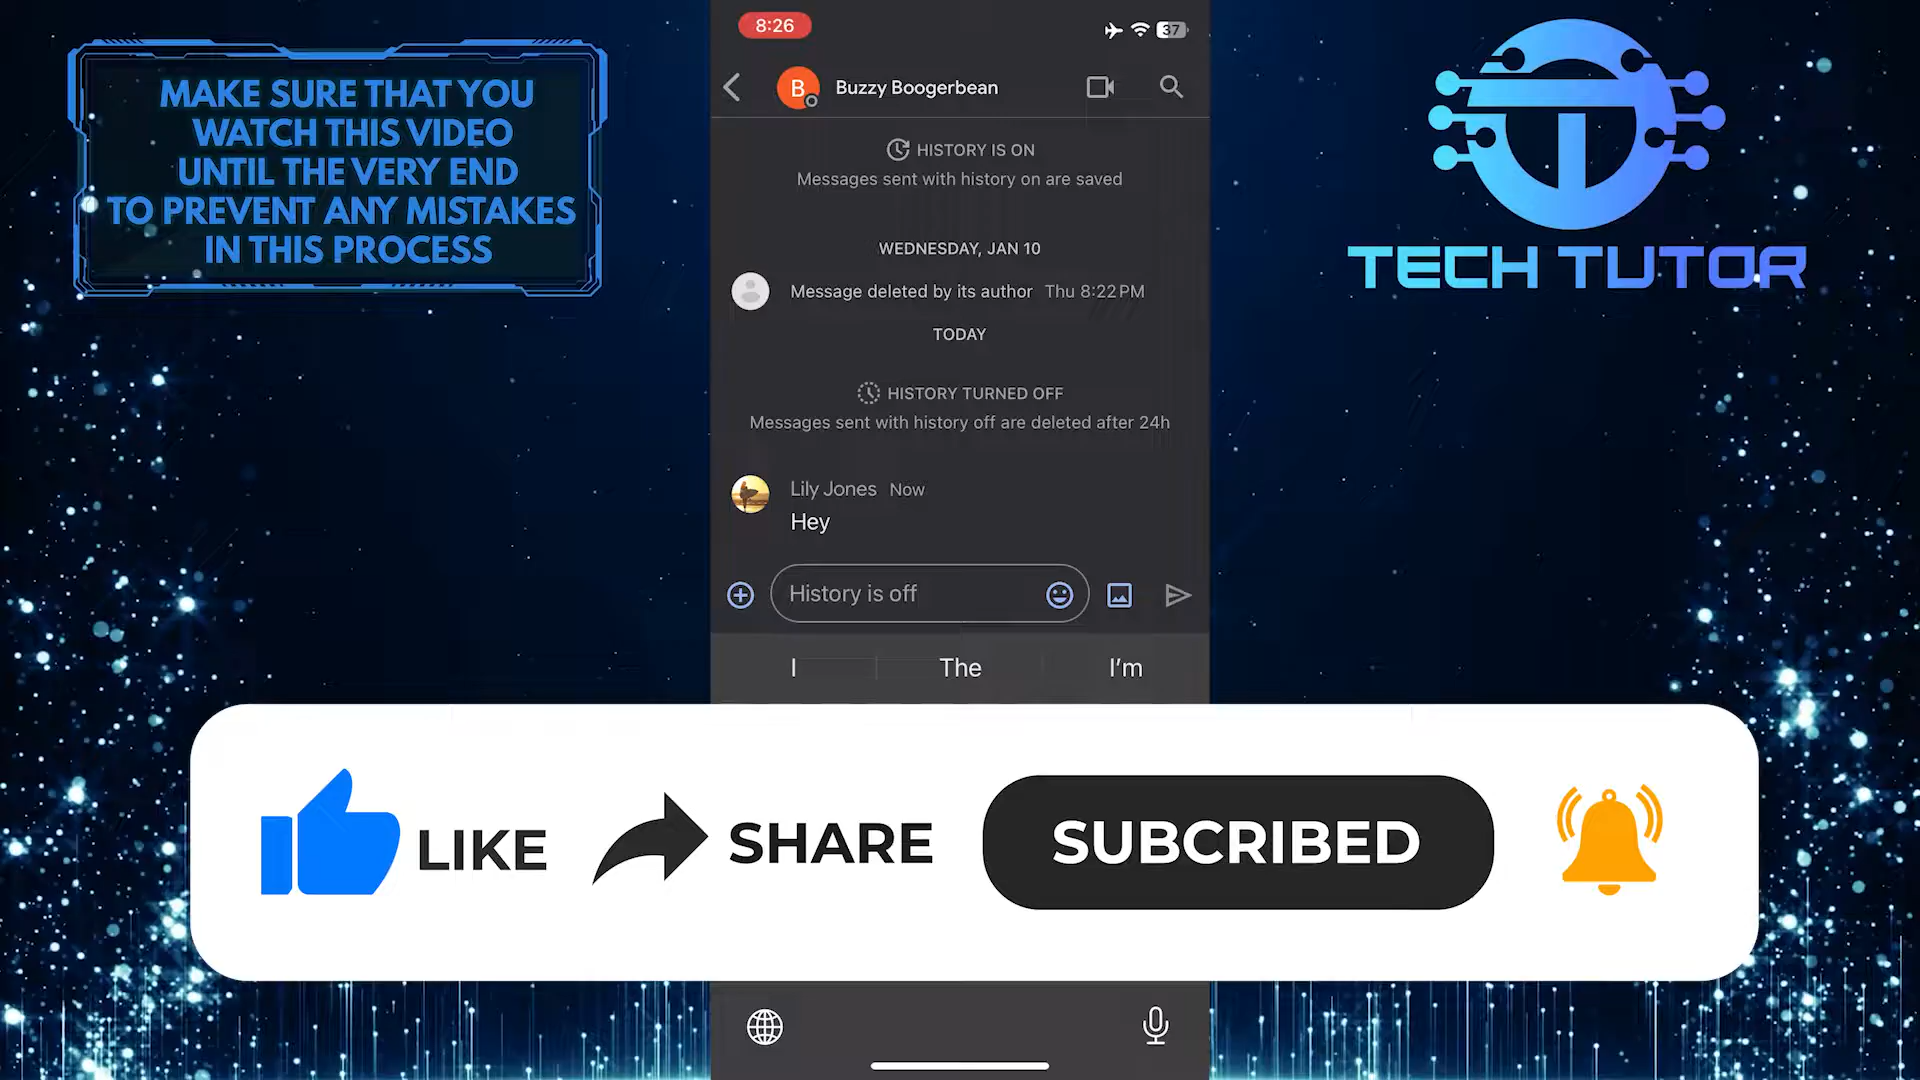 MAKE SURE THAT YOU
WATCH THIS VIDEO
UNTIL THE VERY END
TO PREVENT ANY MISTAKES
IN THIS PROCESS
8:26
37
B
Buzzy Boogerbean
HISTORY IS ON
Messages sent with history on are saved
WEDNESDAY, JAN 10
Message deleted by its author Thu 8:22 PM
TODAY
HISTORY TURNED OFF
Messages sent with history off are deleted after 24h
Lily Jones Now
Hey
History is off
I The I'm
TECH TUTOR
LIKE SHARE SUBCRIBED